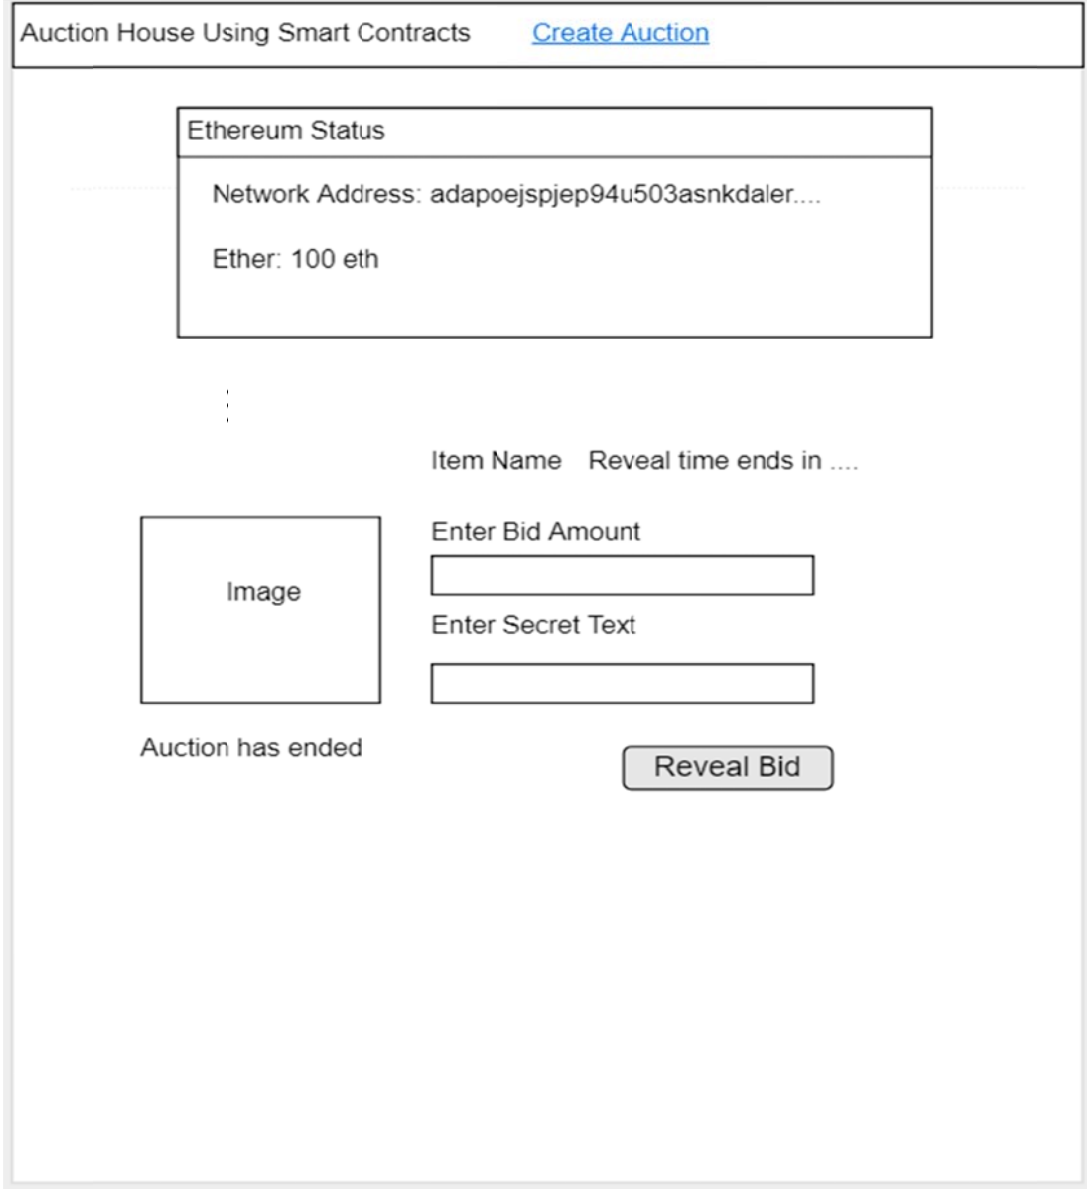 Auction House Using Smart Contracts Create Auction
Ethereum Status
Network Address: adapoejspjep94u503asnkdaler....
Ether: 100 eth
Item Name Reveal time ends in ....
Enter Bid Amount
Image
Enter Secret Text
Auction has ended
Reveal Bid